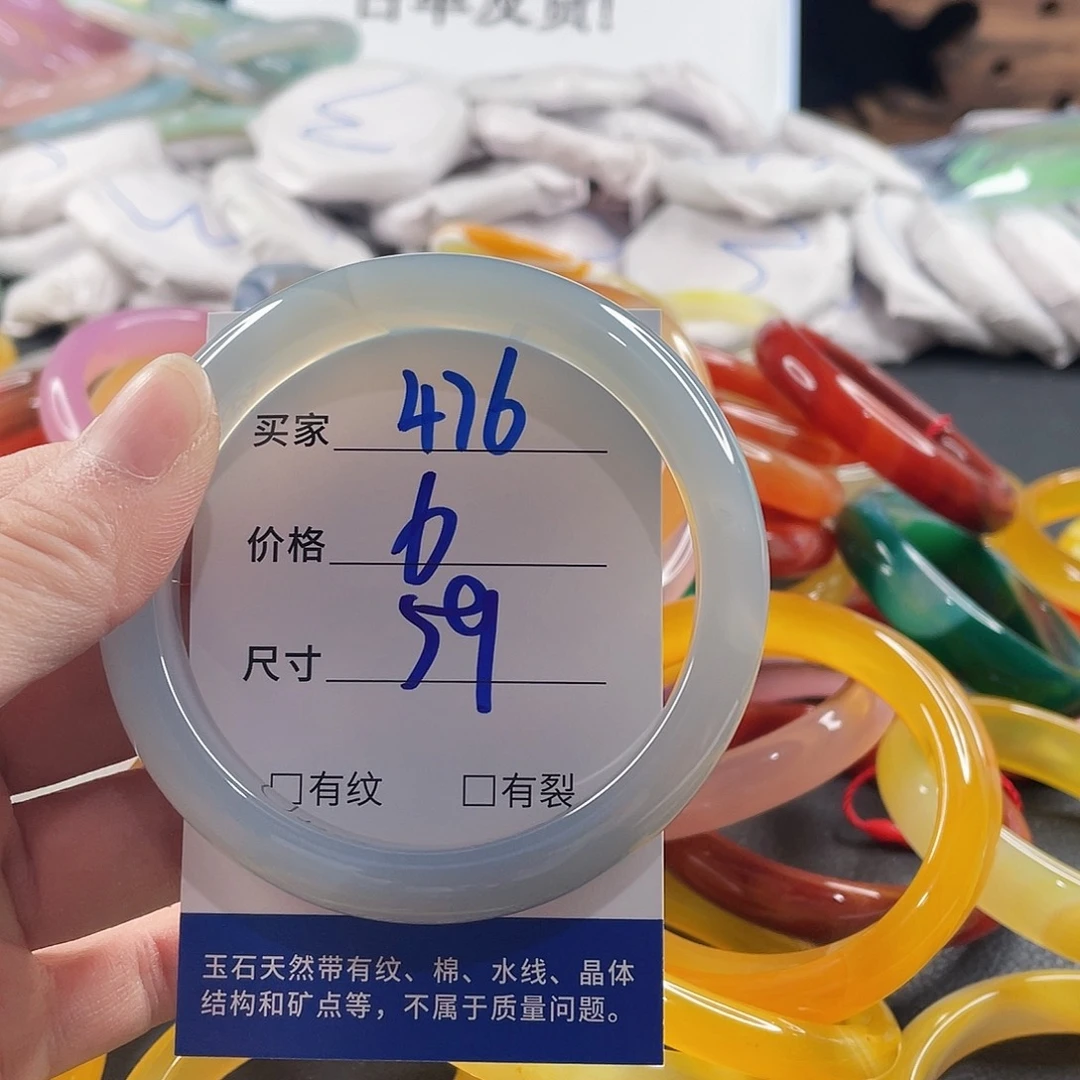 买家 476
价格 6
尺寸 59
□有纹 □有裂
玉石天然带有纹、棉、水线、晶体
结构和矿点等，不属于质量问题。